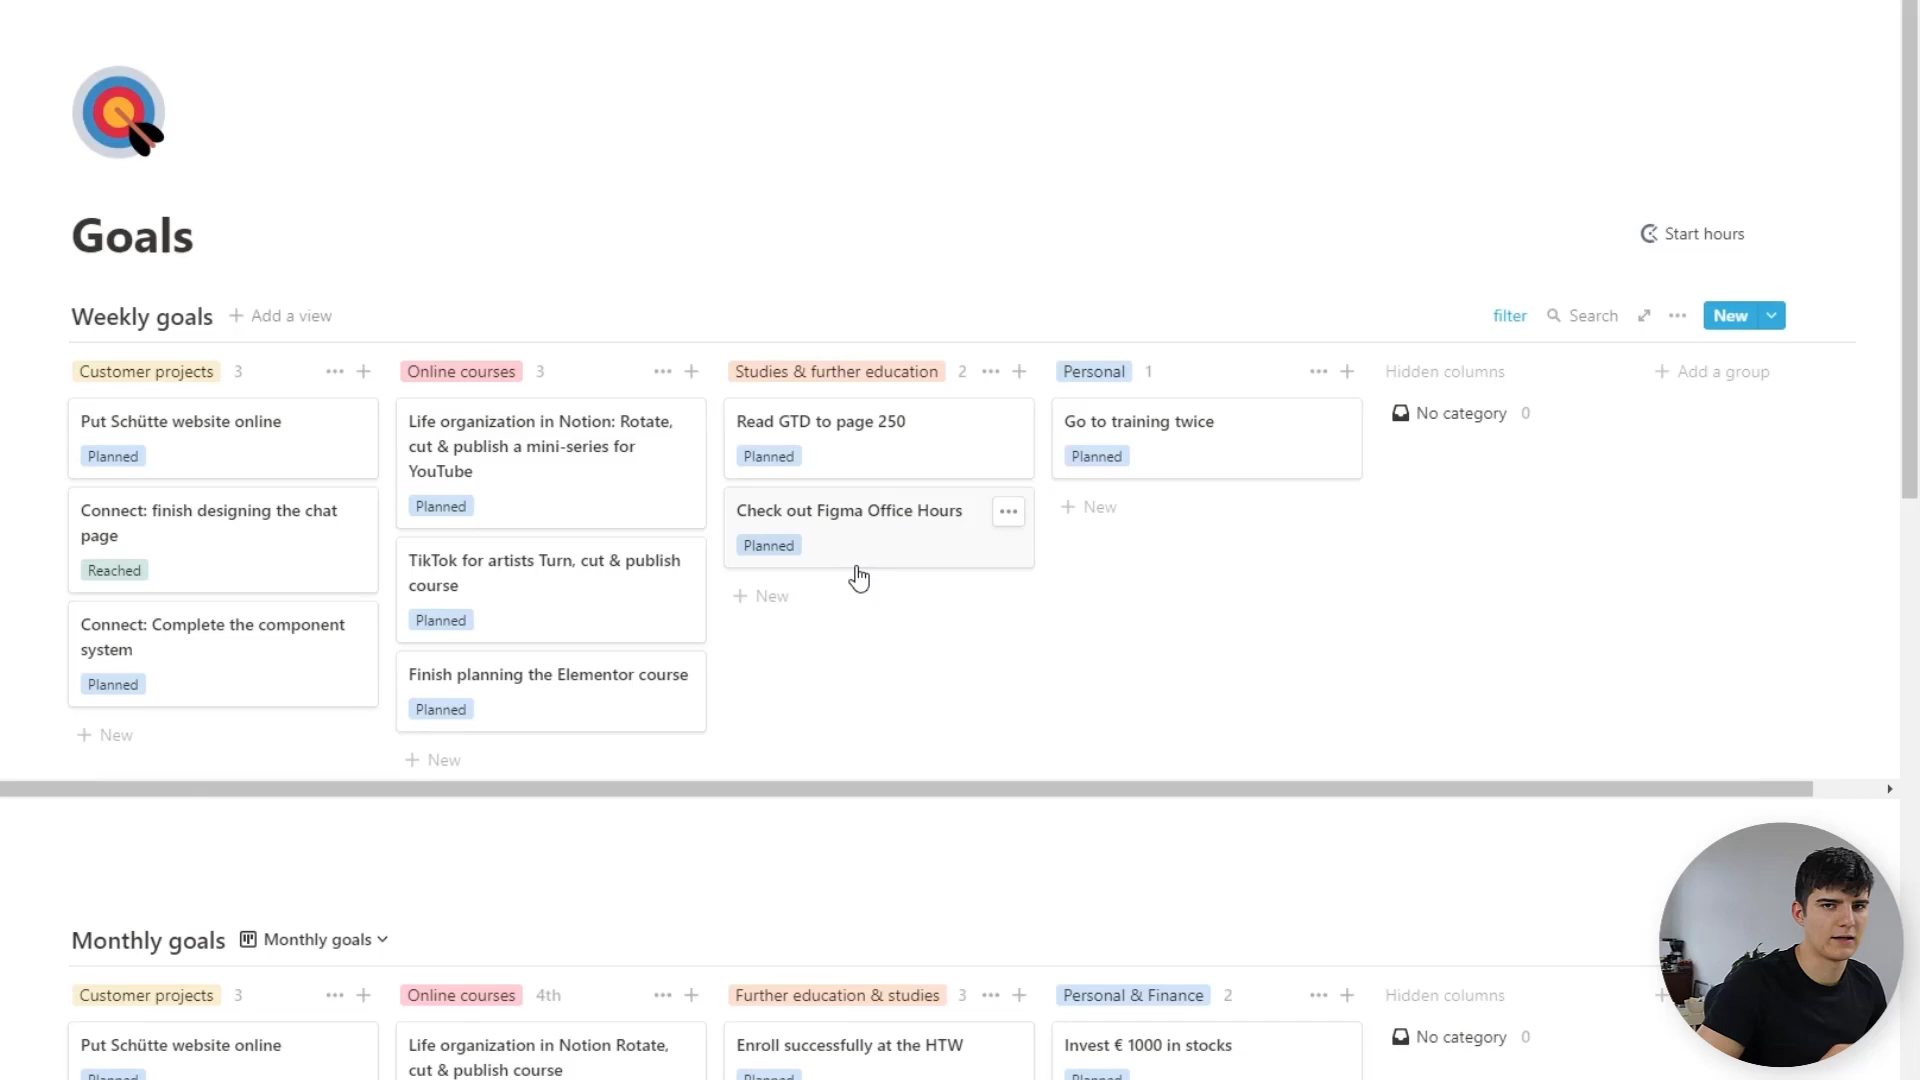 Goals
Start hours
Weekly goals
Add a view
filter
Search
New
Customer projects 3
Put Schütte website online
Planned
Connect: finish designing the chat
page
Reached
Connect: Complete the component
system
Planned
New
Online courses 3
Life organization in Notion: Rotate,
cut & publish a mini-series for
YouTube
Planned
TikTok for artists Turn, cut & publish
course
Planned
Finish planning the Elementor course
Planned
New
Studies & further education 2
Read GTD to page 250
Planned
Check out Figma Office Hours
Planned
New
Personal 1
Go to training twice
Planned
New
Hidden columns
No category 0
Add a group
Monthly goals
Monthly goals
Customer projects 3
Put Schütte website online
Planned
Online courses 4th
Life organization in Notion Rotate,
cut & publish course
Further education & studies 3
Enroll successfully at the HTW
Planned
Personal & Finance 2
Invest € 1000 in stocks
Planned
Hidden columns
No category 0